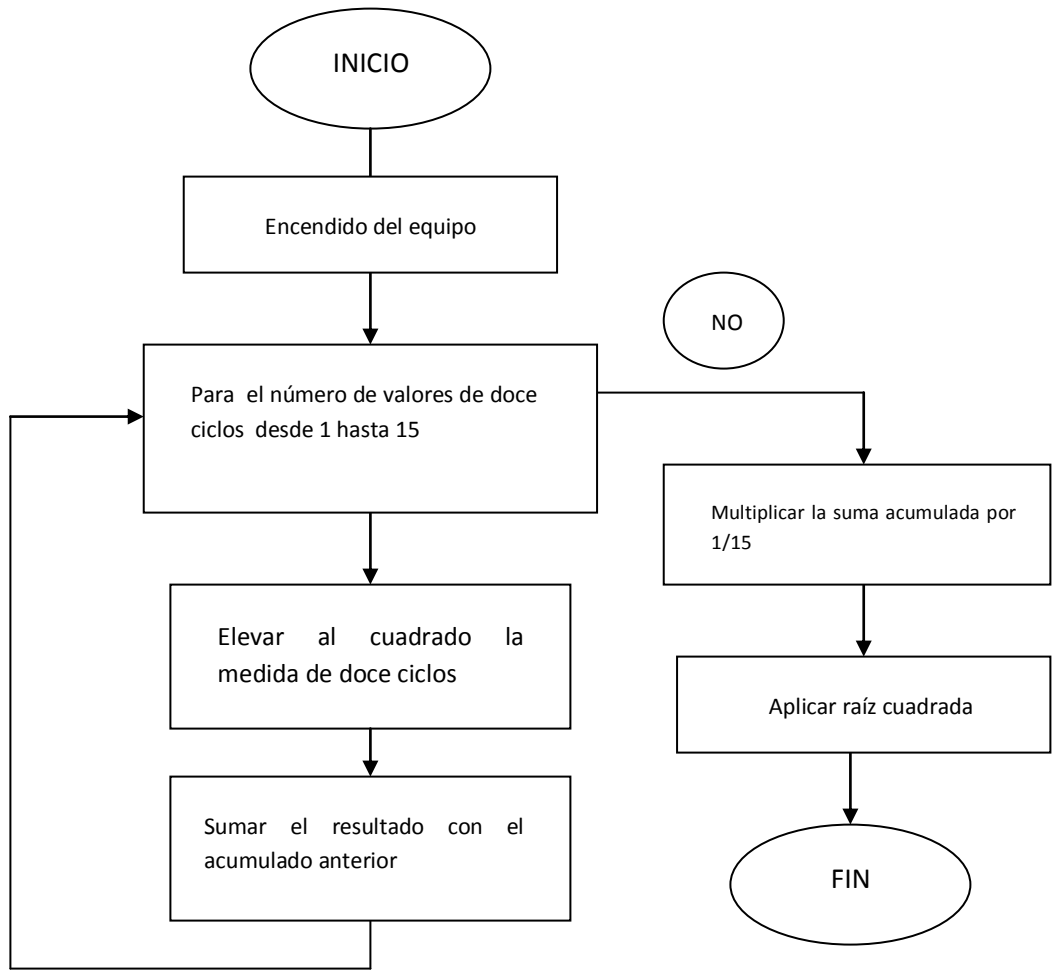 INICIO
Encendido del equipo
NO
Para el número de valores de doce
ciclos desde 1 hasta 15
Elevar al cuadrado la
medida de doce ciclos
Sumar el resultado con el
acumulado anterior
Multiplicar la suma acumulada por
1/15
Aplicar raíz cuadrada
FIN